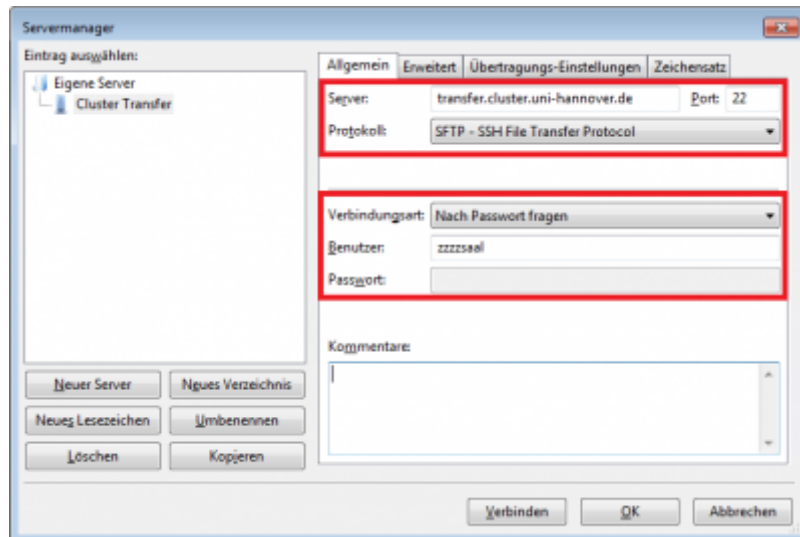 Servermanager
Eintrag auswählen:
Eigene Server
Cluster Transfer
Neuer Server
Neues Verzeichnis
Neues Lesezeichen
Umbenennen
Löschen
Kopieren
Allgemein
Erweitert
Übertragungs-Einstellungen
Zeichensatz
Server: transfer.cluster.uni-hannover.de Port: 22
Protokoll: SFTP - SSH File Transfer Protocol
Verbindungsart: Nach Passwort fragen
Benutzer: zzzzsaal
Passwort:
Kommentare:
Verbinden
OK
Abbrechen